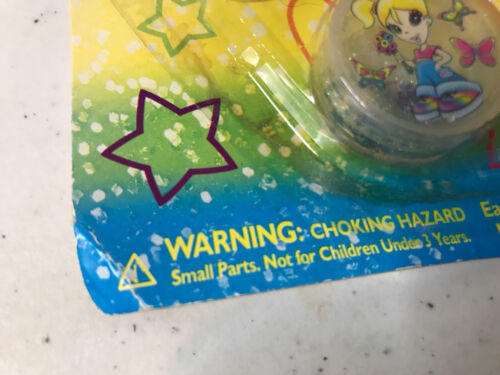 WARNING: CHOKING HAZARD
Small Parts. Not for Children Under 3 Years.